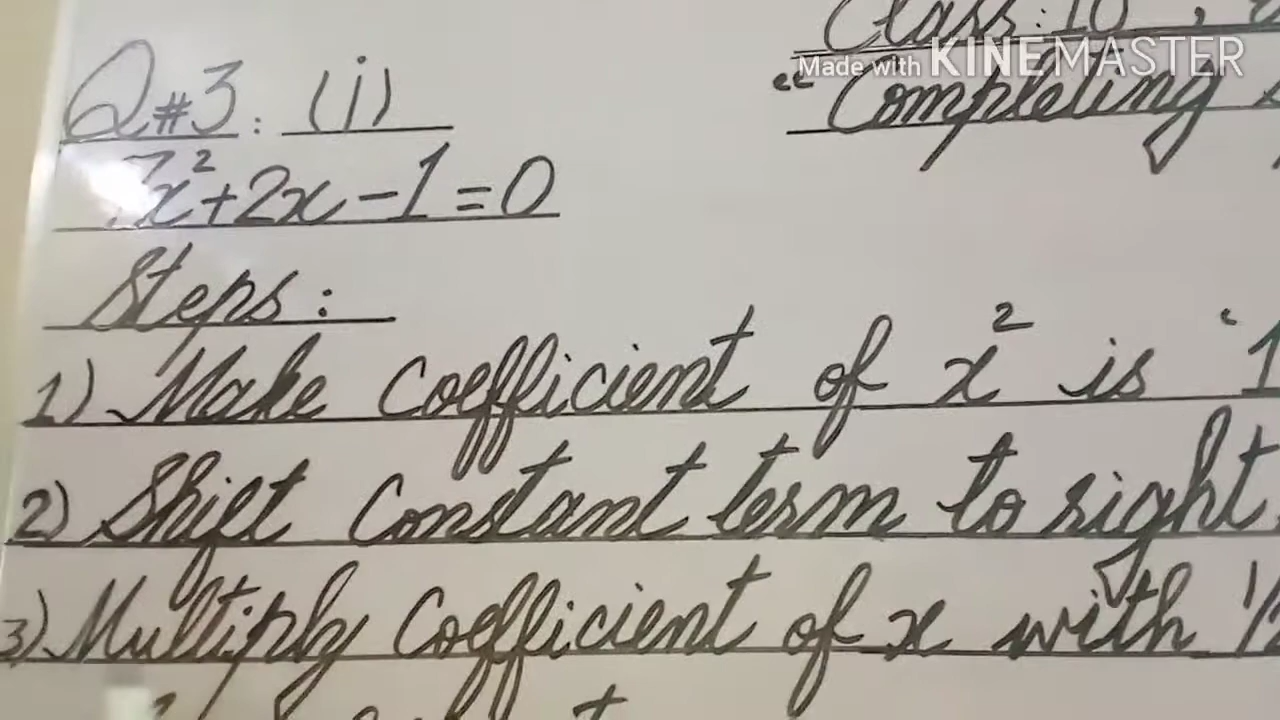 Class: 10
Made with KINEMASTER
"Completing
Q#3: (i)
7x²+2x-1=0
Steps:
1) Make Coefficient of x² is '1
2) Shift Constant term to right
3) Multiply Coefficient of x with 1/2